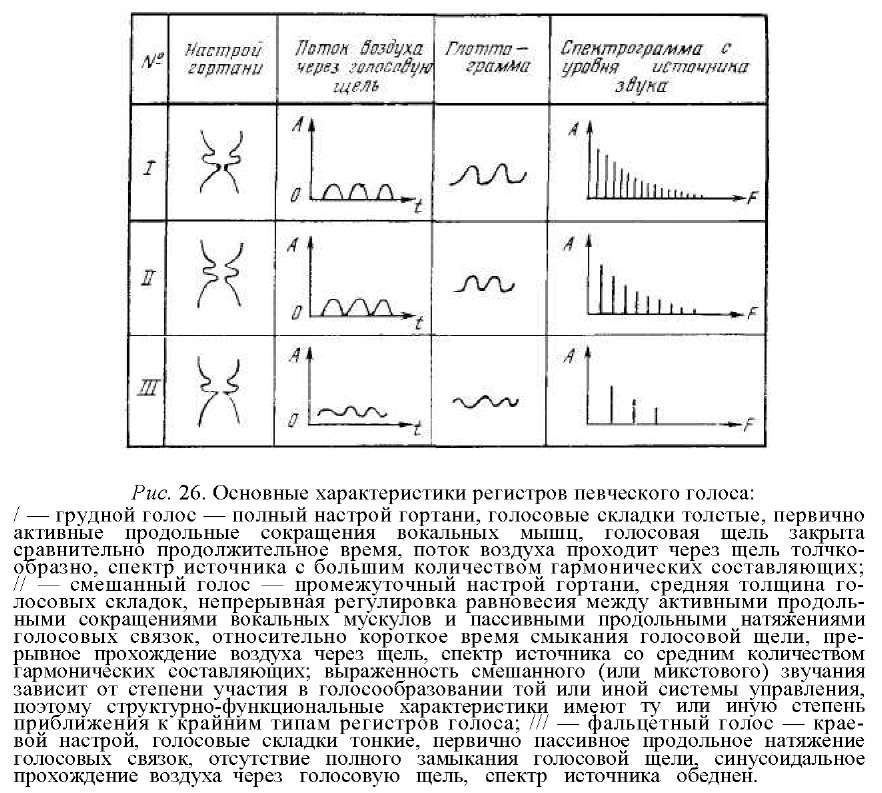 №
Настрой гортани
Поток воздуха через голосовую щель
Глотто-грамма
Спектрограмма с уровня источника звука
I
A
0
t
A
F
II
A
0
t
A
F
III
A
0
t
A
F
Рис. 26. Основные характеристики регистров певческого голоса:
/ — грудной голос — полный настрой гортани, голосовые складки толстые, первично
активные продольные сокращения вокальных мышц, голосовая щель закрыта
сравнительно продолжительное время, поток воздуха проходит через щель толчко-
образно, спектр источника с большим количеством гармонических составляющих;
// — смешанный голос — промежуточный настрой гортани, средняя толщина го-
лосовых складок, непрерывная регулировка равновесия между активными продоль-
ными сокращениями вокальных мускулов и пассивными продольными натяжениями
голосовых связок, относительно короткое время смыкания голосовой щели, пре-
рывное прохождение воздуха через щель, спектр источника со средним количеством
гармонических составляющих; выраженность смешанного (или микстового) звучания
зависит от степени участия в голосообразовании той или иной системы управления,
поэтому структурно-функциональные характеристики имеют ту или иную степень
приближения к крайним типам регистров голоса; /// — фальцетный голос — крае-
вой настрой, голосовые складки тонкие, первично пассивное продольное натяжение
голосовых связок, отсутствие полного замыкания голосовой щели, синусоидальное
прохождение воздуха через голосовую щель, спектр источника обеднен.